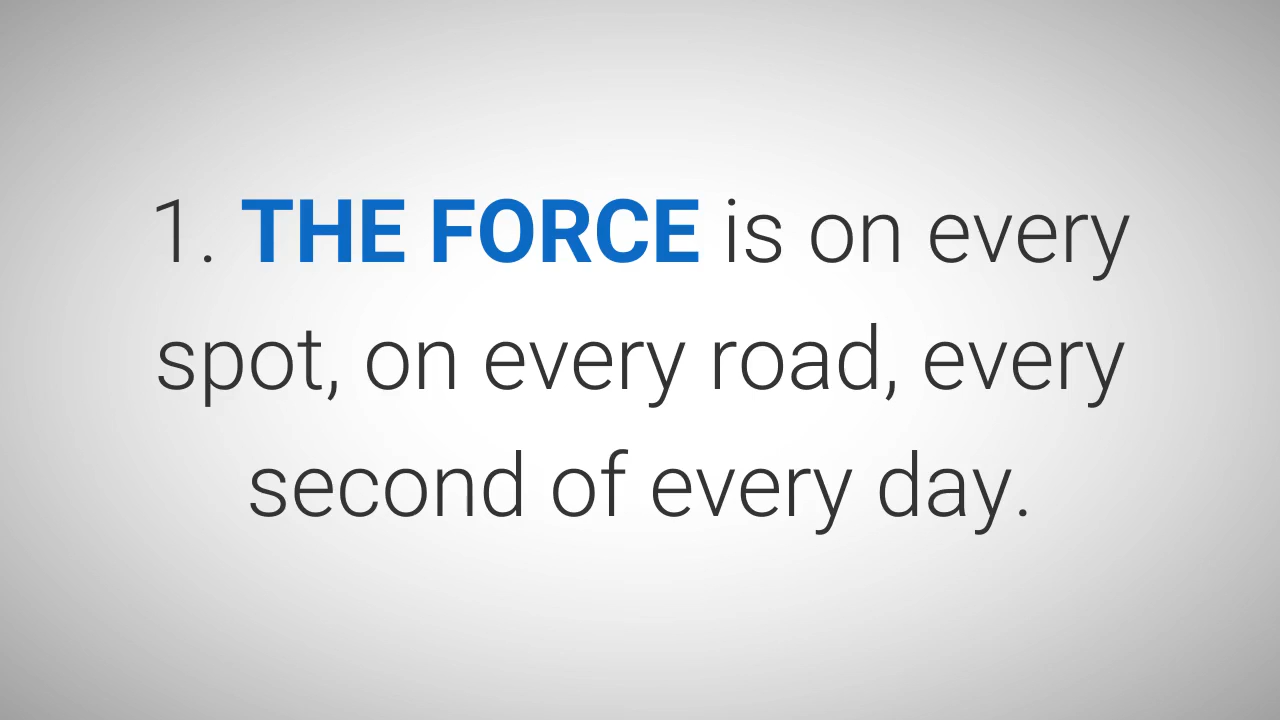 1. THE FORCE is on every
spot, on every road, every
second of every day.